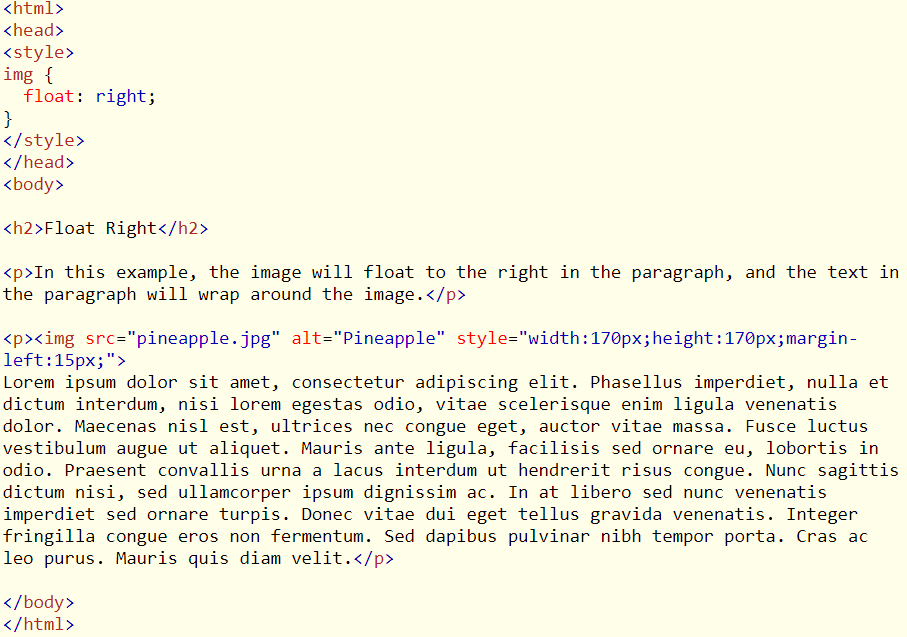 <html>
<head>
<style>
img {
  float: right;
}
</style>
</head>
<body>

<h2>Float Right</h2>

<p>In this example, the image will float to the right in the paragraph, and the text in
the paragraph will wrap around the image.</p>

<p><img src="pineapple.jpg" alt="Pineapple" style="width:170px;height:170px;margin-
left:15px;">
Lorem ipsum dolor sit amet, consectetur adipiscing elit. Phasellus imperdiet, nulla et
dictum interdum, nisi lorem egestas odio, vitae scelerisque enim ligula venenatis
dolor. Maecenas nisl est, ultrices nec congue eget, auctor vitae massa. Fusce luctus
vestibulum augue ut aliquet. Mauris ante ligula, facilisis sed ornare eu, lobortis in
odio. Praesent convallis urna a lacus interdum ut hendrerit risus congue. Nunc sagittis
dictum nisi, sed ullamcorper ipsum dignissim ac. In at libero sed nunc venenatis
imperdiet sed ornare turpis. Donec vitae dui eget tellus gravida venenatis. Integer
fringilla congue eros non fermentum. Sed dapibus pulvinar nibh tempor porta. Cras ac
leo purus. Mauris quis diam velit.</p>

</body>
</html>